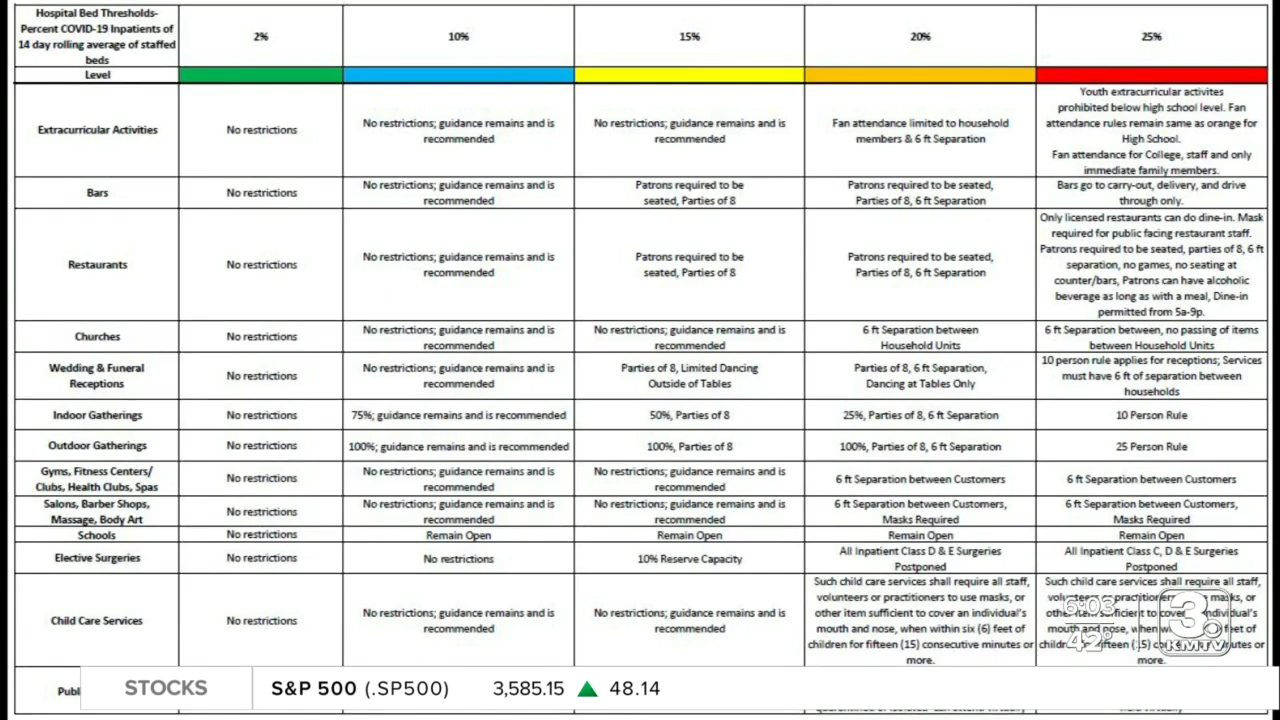 Hospital Bed Thresholds-
Percent COVID-19 Inpatients of
14 day rolling average of staffed
beds
2%
10%
15%
20%
25%
Level
Extracurricular Activities
No restrictions
No restrictions; guidance remains and is
recommended
No restrictions; guidance remains and is
recommended
Fan attendance limited to household
members & 6 ft Separation
Youth extracurricular activites
prohibited below high school level. Fan
attendance rules remain same as orange for
High School.
Fan attendance for College, staff and only
immediate family members.
Bars
No restrictions
No restrictions; guidance remains and is
recommended
Patrons required to be
seated, Parties of 8
Patrons required to be seated,
Parties of 8, 6 ft Separation
Bars go to carry-out, delivery, and drive
through only.
Restaurants
No restrictions
No restrictions; guidance remains and is
recommended
Patrons required to be
seated, Parties of 8
Patrons required to be seated,
Parties of 8, 6 ft Separation
Only licensed restaurants can do dine-in. Mask
required for public facing restaurant staff.
Patrons required to be seated, parties of 8, 6 ft
separation, no games, no seating at
counter/bars, Patrons can have alcoholic
beverage as long as with a meal, Dine-in
permitted from 5a-9p.
Churches
No restrictions
No restrictions; guidance remains and is
recommended
No restrictions; guidance remains and is
recommended
6 ft Separation between
Household Units
6 ft Separation between, no passing of items
between Household Units
Wedding & Funeral
Receptions
No restrictions
No restrictions; guidance remains and is
recommended
Parties of 8, Limited Dancing
Outside of Tables
Parties of 8, 6 ft Separation,
Dancing at Tables Only
10 person rule applies for receptions; Services
must have 6 ft of separation between
households
Indoor Gatherings
No restrictions
75%; guidance remains and is recommended
50%, Parties of 8
25%, Parties of 8, 6 ft Separation
10 Person Rule
Outdoor Gatherings
No restrictions
100%; guidance remains and is recommended
100%, Parties of 8
100%, Parties of 8, 6 ft Separation
25 Person Rule
Gyms, Fitness Centers/
Clubs, Health Clubs, Spas
No restrictions
No restrictions; guidance remains and is
recommended
No restrictions; guidance remains and is
recommended
6 ft Separation between Customers
6 ft Separation between Customers
Salons, Barber Shops,
Massage, Body Art
No restrictions
No restrictions; guidance remains and is
recommended
No restrictions; guidance remains and is
recommended
6 ft Separation between Customers,
Masks Required
6 ft Separation between Customers,
Masks Required
Schools
No restrictions
Remain Open
Remain Open
Remain Open
Remain Open
Elective Surgeries
No restrictions
No restrictions
10% Reserve Capacity
All Inpatient Class D & E Surgeries
Postponed
All Inpatient Class C, D & E Surgeries
Postponed
Child Care Services
No restrictions
No restrictions; guidance remains and is
recommended
No restrictions; guidance remains and is
recommended
Such child care services shall require all staff,
volunteers or practitioners to use masks, or
other item sufficient to cover an individual's
mouth and nose, when within six (6) feet of
children for fifteen (15) consecutive minutes or
more.
Such child care services shall require all staff,
masks, or
individual's
mouth and nose, feet of
fifteen (15) or
more.
6:03
42°
3
KMTV
Publ
STOCKS
S&P 500 (.SP500)
3,585.15
48.14